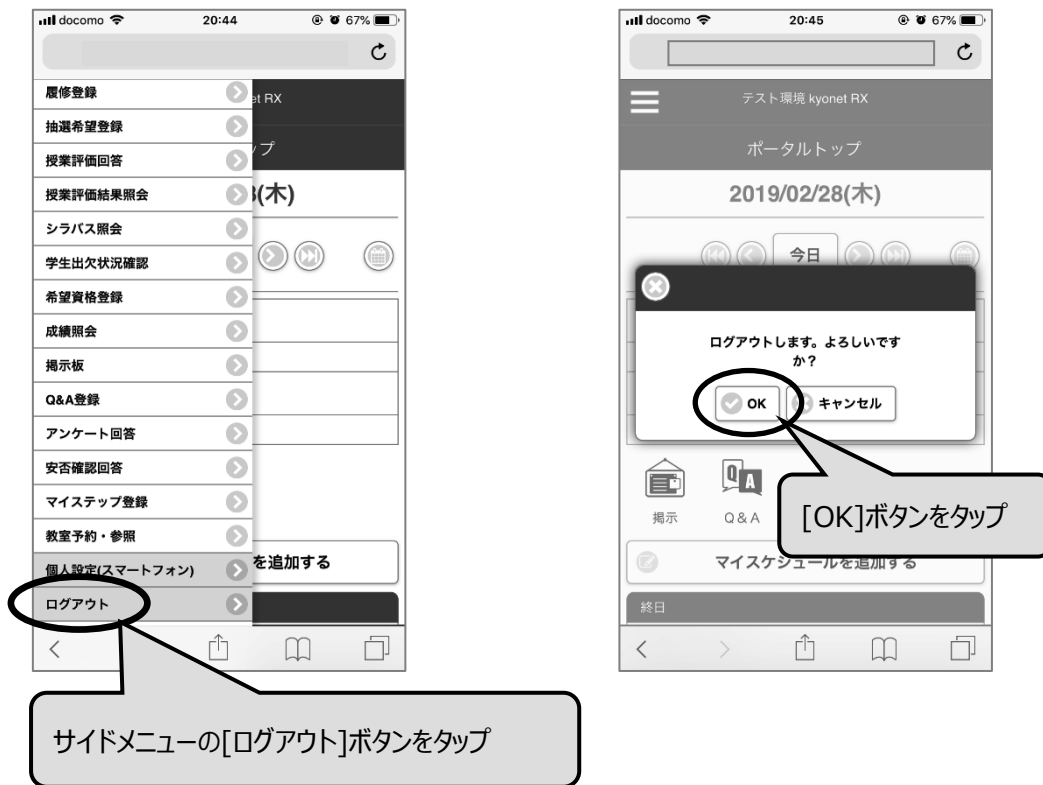 docomo 20:44 67%
履修登録
et RX
抽選希望登録
ップ
授業評価回答
授業評価結果照会
(木)
シラバス照会
学生出欠状況確認
希望資格登録
成績照会
掲示板
Q&A登録
アンケート回答
安否確認回答
マイステップ登録
教室予約・参照
個人設定(スマートフォン)
を追加する
ログアウト
サイドメニューの[ログアウト]ボタンをタップ
docomo 20:45 67%
テスト環境 kyonet RX
ポータルトップ
2019/02/28(木)
今日
ログアウトします。よろしいです
か？
OK キャンセル
[OK]ボタンをタップ
掲示 Q&A
マイスケジュールを追加する
終日